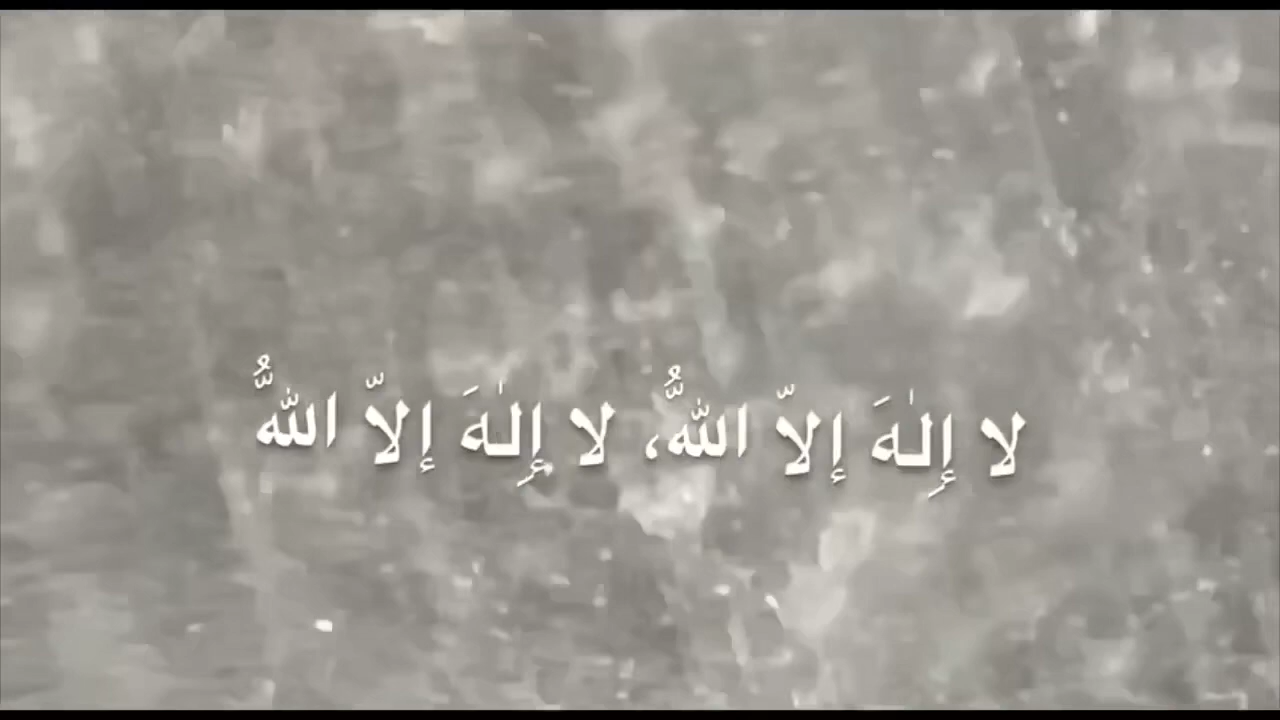 لا إِلٰهَ إلاّ اللهُّ، لا إِلٰهَ إلاّ اللهُّ